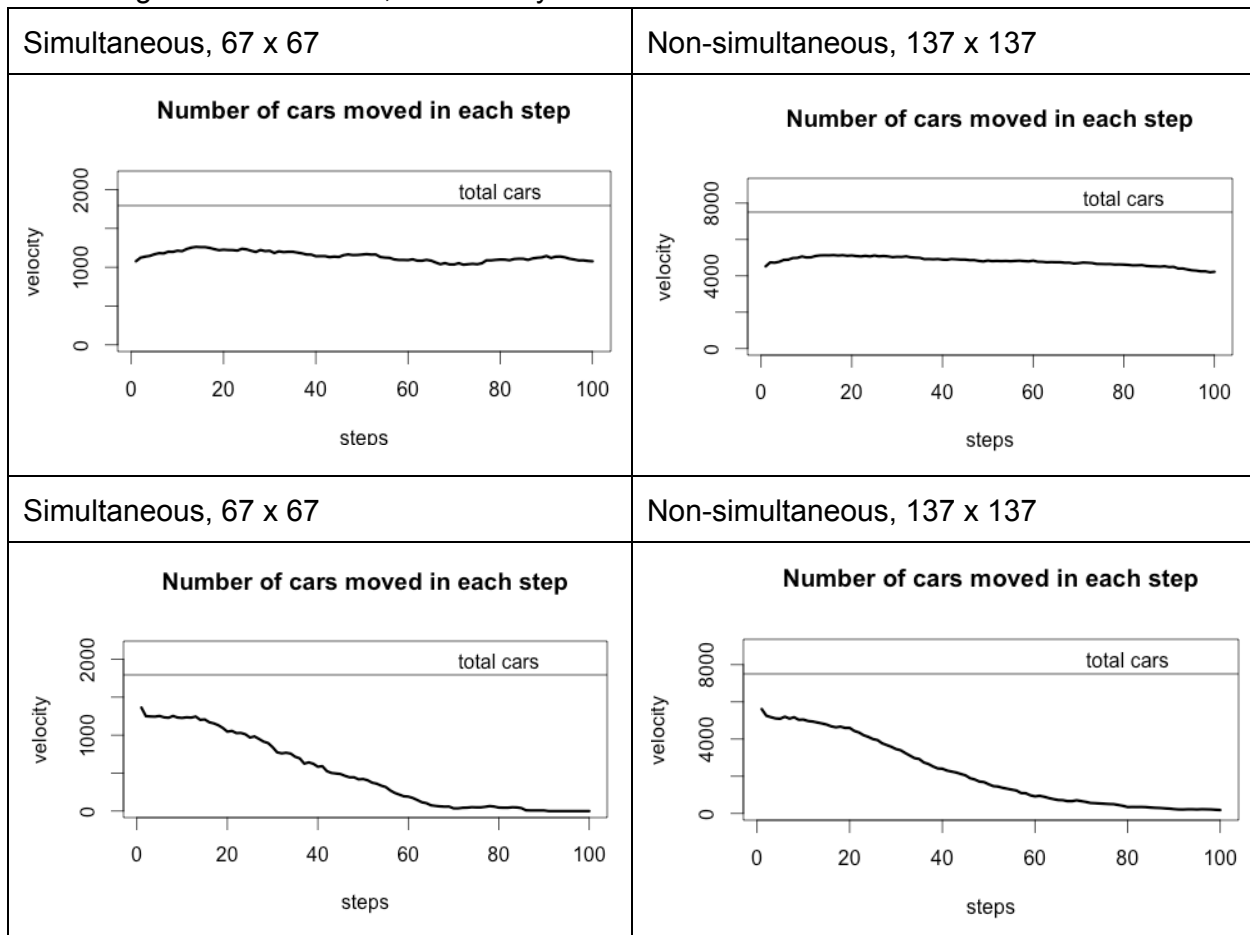 Simultaneous, 67 x 67
Non-simultaneous, 137 x 137
Number of cars moved in each step
total cars
velocity
0
1000
2000
0
20
40
60
80
100
steps
Number of cars moved in each step
total cars
velocity
0
4000
8000
0
20
40
60
80
100
steps
Simultaneous, 67 x 67
Non-simultaneous, 137 x 137
Number of cars moved in each step
total cars
velocity
0
1000
2000
0
20
40
60
80
100
steps
Number of cars moved in each step
total cars
velocity
0
4000
8000
0
20
40
60
80
100
steps